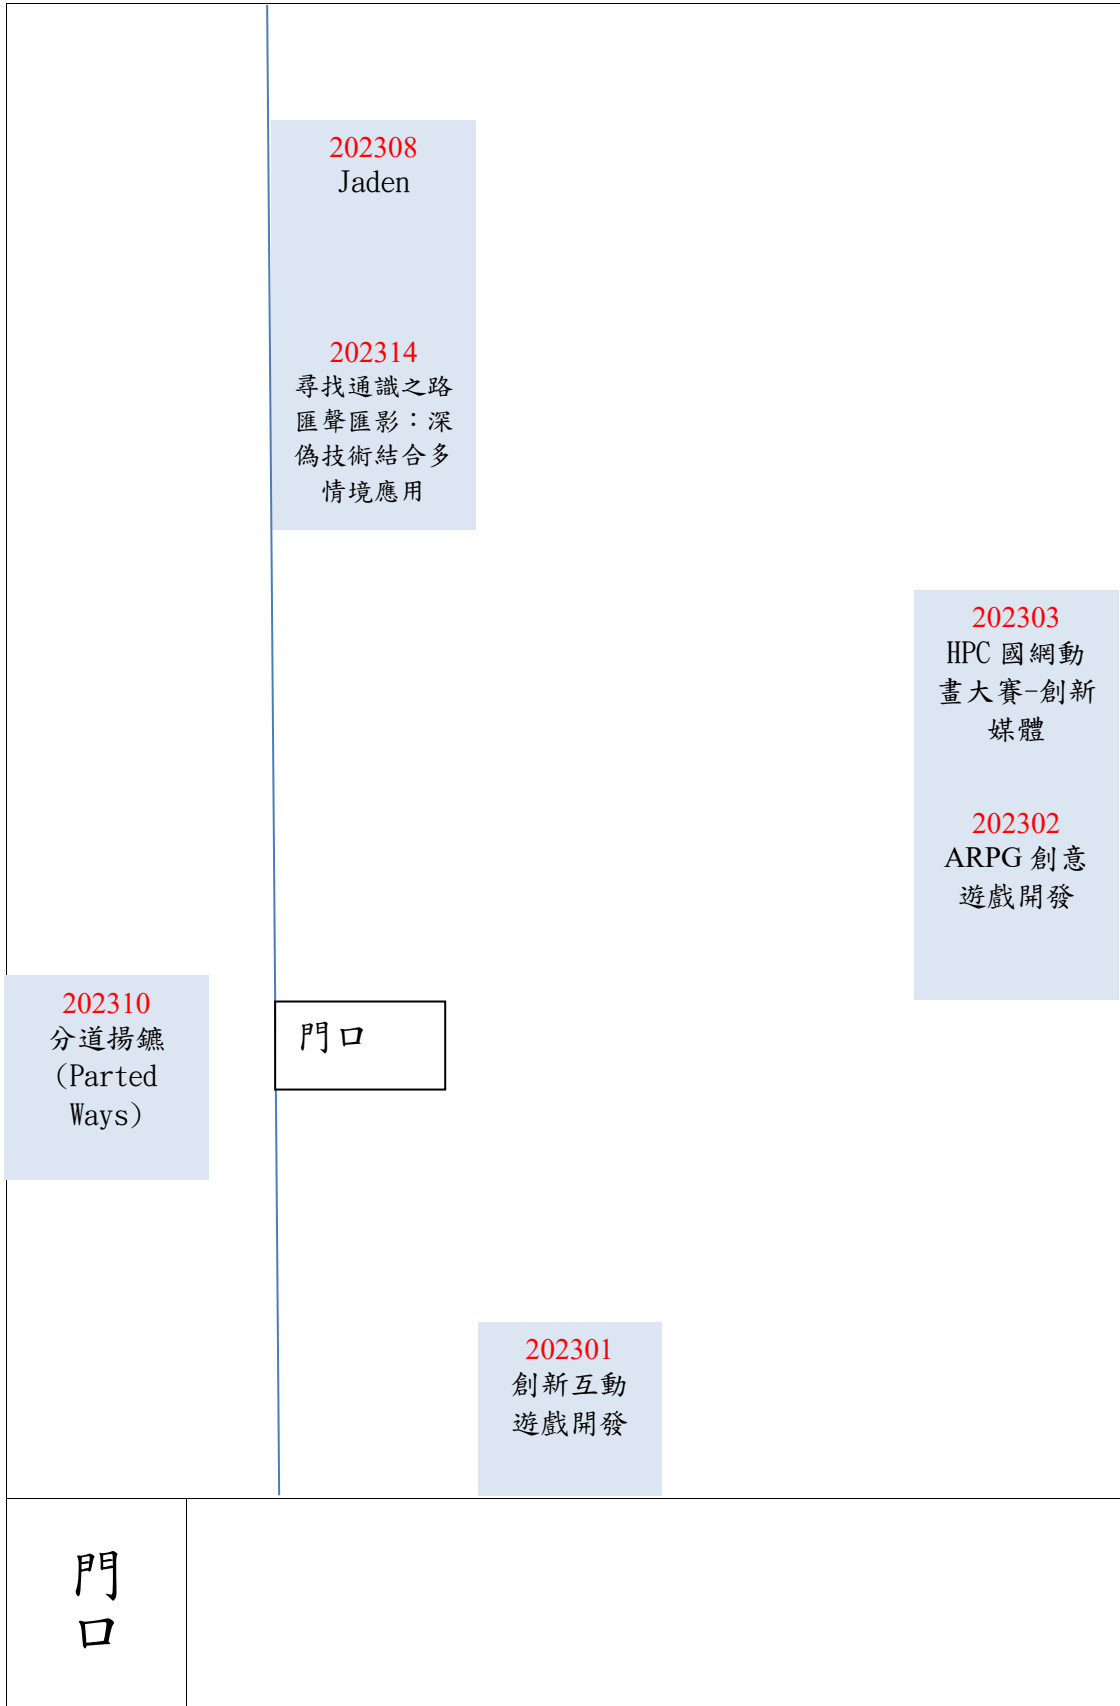 202308
Jaden
202314
尋找通識之路
匯聲匯影：深
偽技術結合多
情境應用
202303
HPC 國網動
畫大賽-創新
媒體
202302
ARPG 創意
遊戲開發
202310
分道揚鑣
(Parted
Ways)
門口
202301
創新互動
遊戲開發
門
口